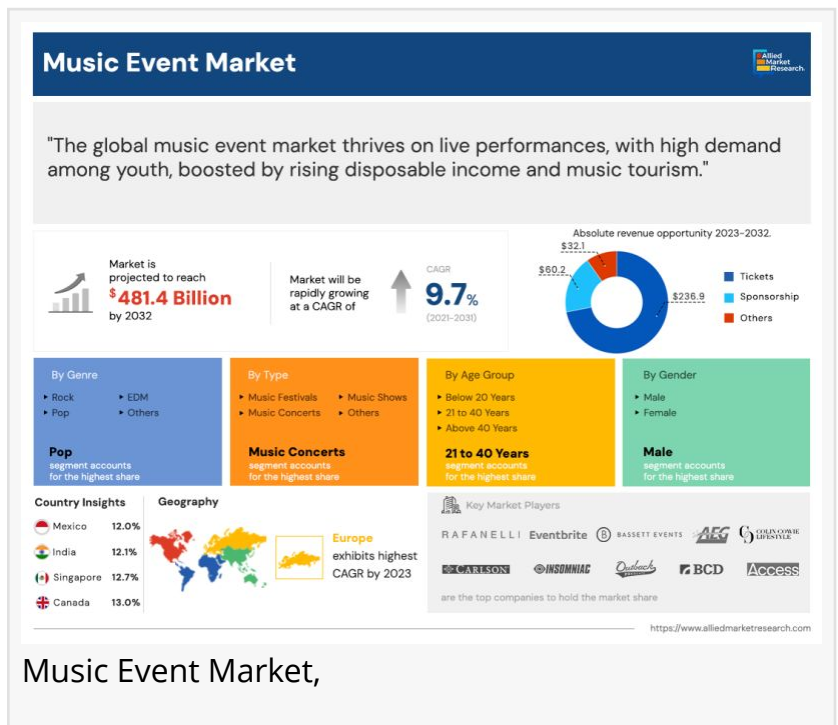 Music Event Market
Allied
Market
Research
"The global music event market thrives on live performances, with high demand
among youth, boosted by rising disposable income and music tourism."
Market is
projected to reach
$481.4 Billion
by 2032
Market will be
rapidly growing
at a CAGR of
CAGR
9.7%
(2021-2031)
Absolute revenue opportunity 2023-2032.
$32.1
$60.2
$236.9
Tickets
Sponsorship
Others
By Genre
‣ Rock
‣ EDM
‣ Pop
‣ Others
Pop
segment accounts
for the highest share
By Type
‣ Music Festivals
‣ Music Shows
‣ Music Concerts
‣ Others
Music Concerts
segment accounts
for the highest share
By Age Group
‣ Below 20 Years
‣ 21 to 40 Years
‣ Above 40 Years
21 to 40 Years
segment accounts
for the highest share
By Gender
‣ Male
‣ Female
Male
segment accounts
for the highest share
Country Insights
Mexico 12.0%
India 12.1%
Singapore 12.7%
Canada 13.0%
Geography
Europe
exhibits highest
CAGR by 2023
Key Market Players
RAFANELLI Eventbrite B BASSETT EVENTS AEG COLIN COWIE
LIFESTYLE
CARLSON INSOMNIAC Outback BCD Access
are the top companies to hold the market share
https://www.alliedmarketresearch.com
Music Event Market,